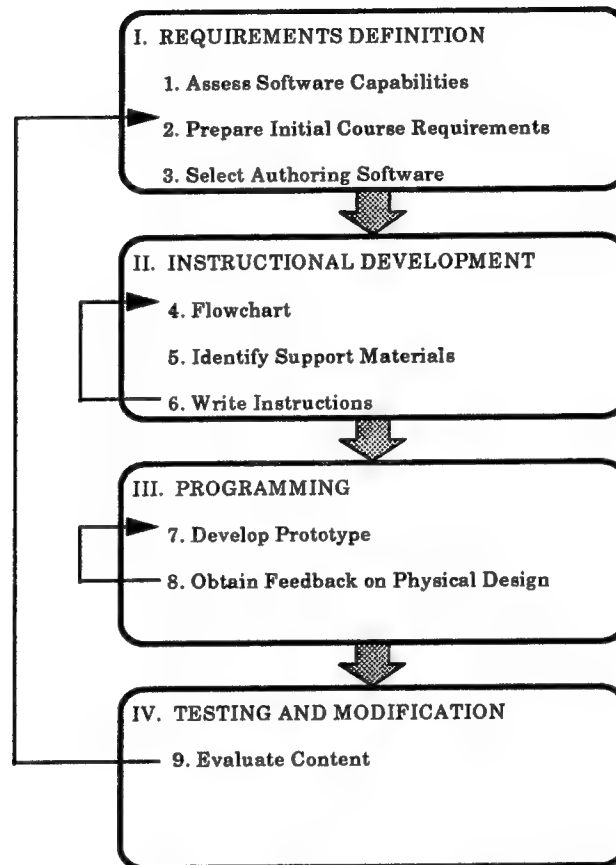 I. REQUIREMENTS DEFINITION
1. Assess Software Capabilities
2. Prepare Initial Course Requirements
3. Select Authoring Software
II. INSTRUCTIONAL DEVELOPMENT
4. Flowchart
5. Identify Support Materials
6. Write Instructions
III. PROGRAMMING
7. Develop Prototype
8. Obtain Feedback on Physical Design
IV. TESTING AND MODIFICATION
9. Evaluate Content